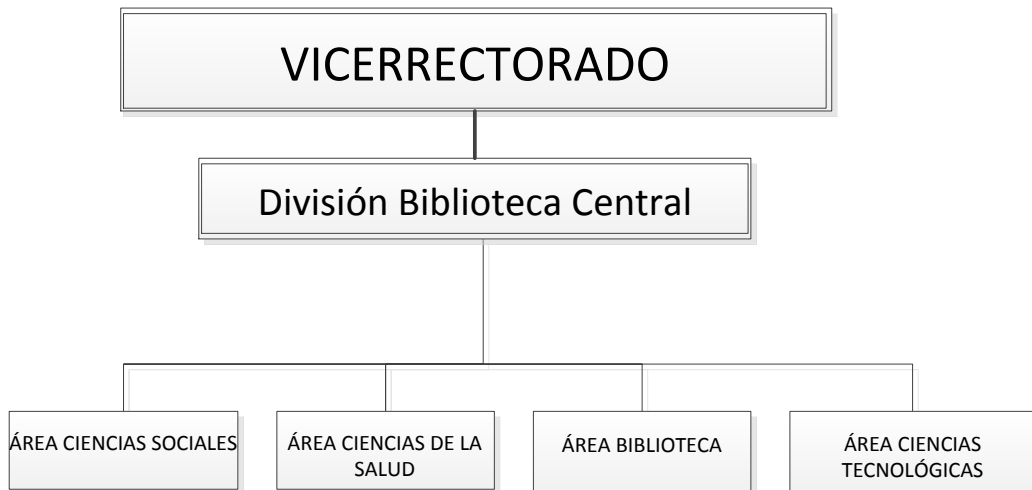 VICERRECTORADO
División Biblioteca Central
ÁREA CIENCIAS SOCIALES
ÁREA CIENCIAS DE LA
SALUD
ÁREA BIBLIOTECA
ÁREA CIENCIAS
TECNOLÓGICAS